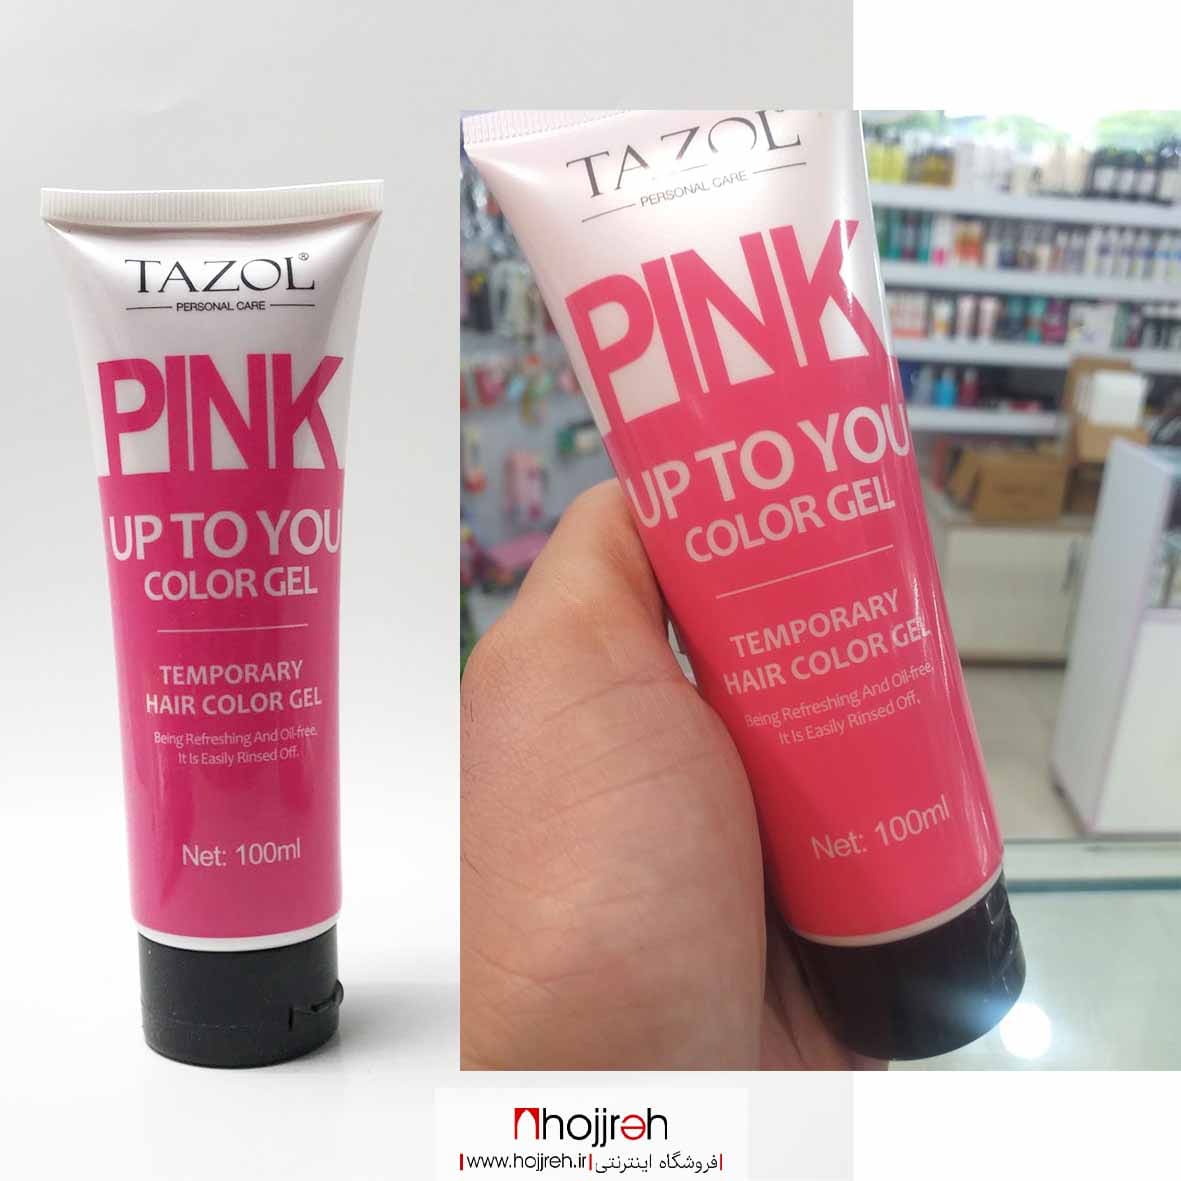 TAZOL®
PERSONAL CARE
PINK
UP TO YOU
COLOR GEL
TEMPORARY
HAIR COLOR GEL
Being Refreshing And Oil-free,
It Is Easily Rinsed Off.
Net: 100ml
TAZOL®
PERSONAL CARE
PINK
UP TO YOU
COLOR GEL
TEMPORARY
HAIR COLOR GEL
Being Refreshing And Oil-free,
It Is Easily Rinsed Off.
Net: 100ml
hojjreh
|www.hojjreh.ir|فروشگاه اینترنتی|